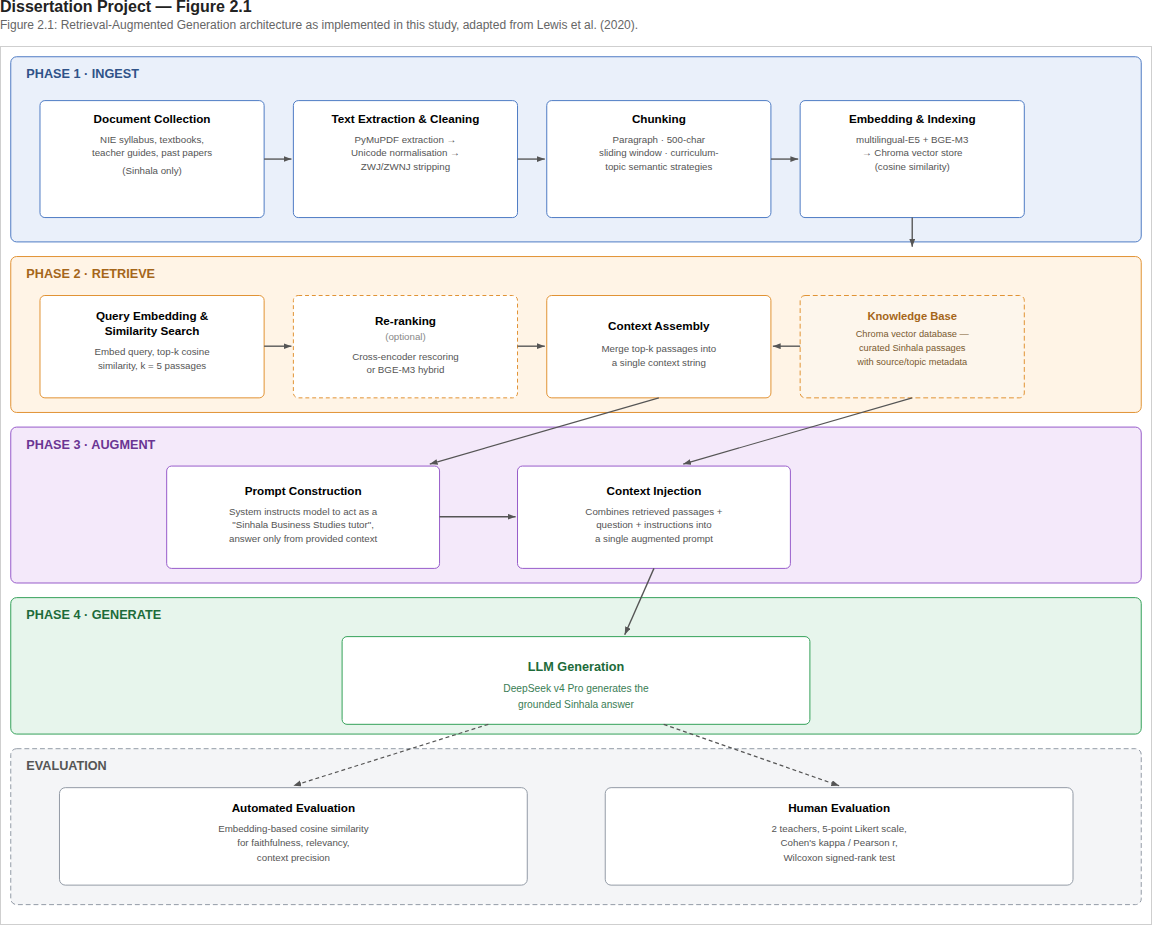 Dissertation Project — Figure 2.1
Figure 2.1: Retrieval-Augmented Generation architecture as implemented in this study, adapted from Lewis et al. (2020).
PHASE 1 · INGEST
Document Collection
NIE syllabus, textbooks,
teacher guides, past papers
(Sinhala only)
Text Extraction & Cleaning
PyMuPDF extraction →
Unicode normalisation →
ZWJ/ZWNJ stripping
Chunking
Paragraph · 500-char
sliding window · curriculum-
topic semantic strategies
Embedding & Indexing
multilingual-E5 + BGE-M3
→ Chroma vector store
(cosine similarity)
PHASE 2 · RETRIEVE
Query Embedding &
Similarity Search
Embed query, top-k cosine
similarity, k = 5 passages
Re-ranking
(optional)
Cross-encoder rescoring
or BGE-M3 hybrid
Context Assembly
Merge top-k passages into
a single context string
Knowledge Base
Chroma vector database —
curated Sinhala passages
with source/topic metadata
PHASE 3 · AUGMENT
Prompt Construction
System instructs model to act as a
"Sinhala Business Studies tutor",
answer only from provided context
Context Injection
Combines retrieved passages +
question + instructions into
a single augmented prompt
PHASE 4 · GENERATE
LLM Generation
DeepSeek v4 Pro generates the
grounded Sinhala answer
EVALUATION
Automated Evaluation
Embedding-based cosine similarity
for faithfulness, relevancy,
context precision
Human Evaluation
2 teachers, 5-point Likert scale,
Cohen's kappa / Pearson r,
Wilcoxon signed-rank test